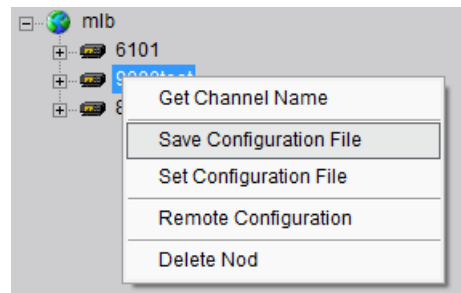 mlb
6101
Get Channel Name
Save Configuration File
Set Configuration File
Remote Configuration
Delete Nod